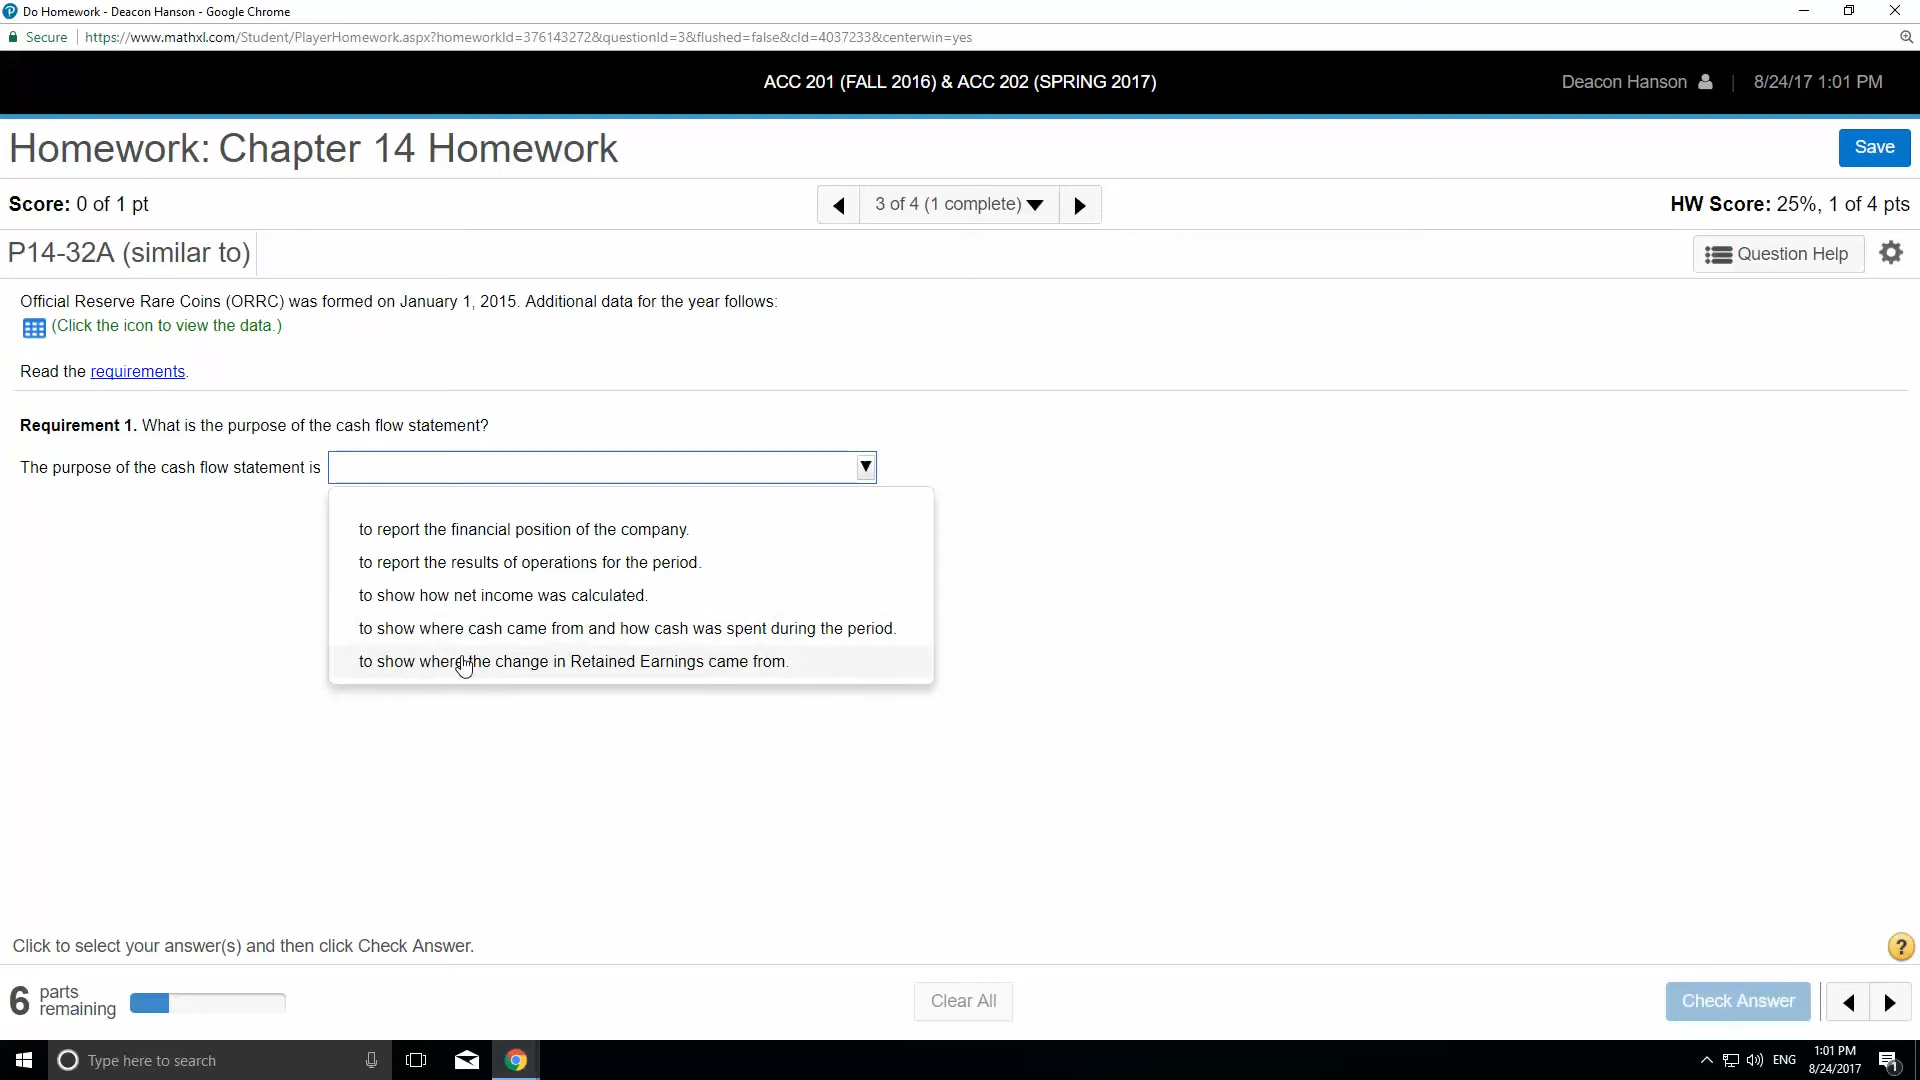 Do Homework - Deacon Hanson - Google Chrome
Secure https://www.mathxl.com/Student/PlayerHomework.aspx?homeworkId=376143272&questionId=3&flushed=false&cId=4037233&centerwin=yes
ACC 201 (FALL 2016) & ACC 202 (SPRING 2017)
Deacon Hanson | 8/24/17 1:01 PM
Homework: Chapter 14 Homework
Save
Score: 0 of 1 pt
3 of 4 (1 complete)
HW Score: 25%, 1 of 4 pts
P14-32A (similar to)
Question Help
Official Reserve Rare Coins (ORRC) was formed on January 1, 2015. Additional data for the year follows:
(Click the icon to view the data.)
Read the requirements.
Requirement 1. What is the purpose of the cash flow statement?
The purpose of the cash flow statement is
to report the financial position of the company.
to report the results of operations for the period.
to show how net income was calculated.
to show where cash came from and how cash was spent during the period.
to show where the change in Retained Earnings came from.
Click to select your answer(s) and then click Check Answer.
?
6 parts remaining
Clear All
Check Answer
Type here to search
ENG
1:01 PM
8/24/2017
1